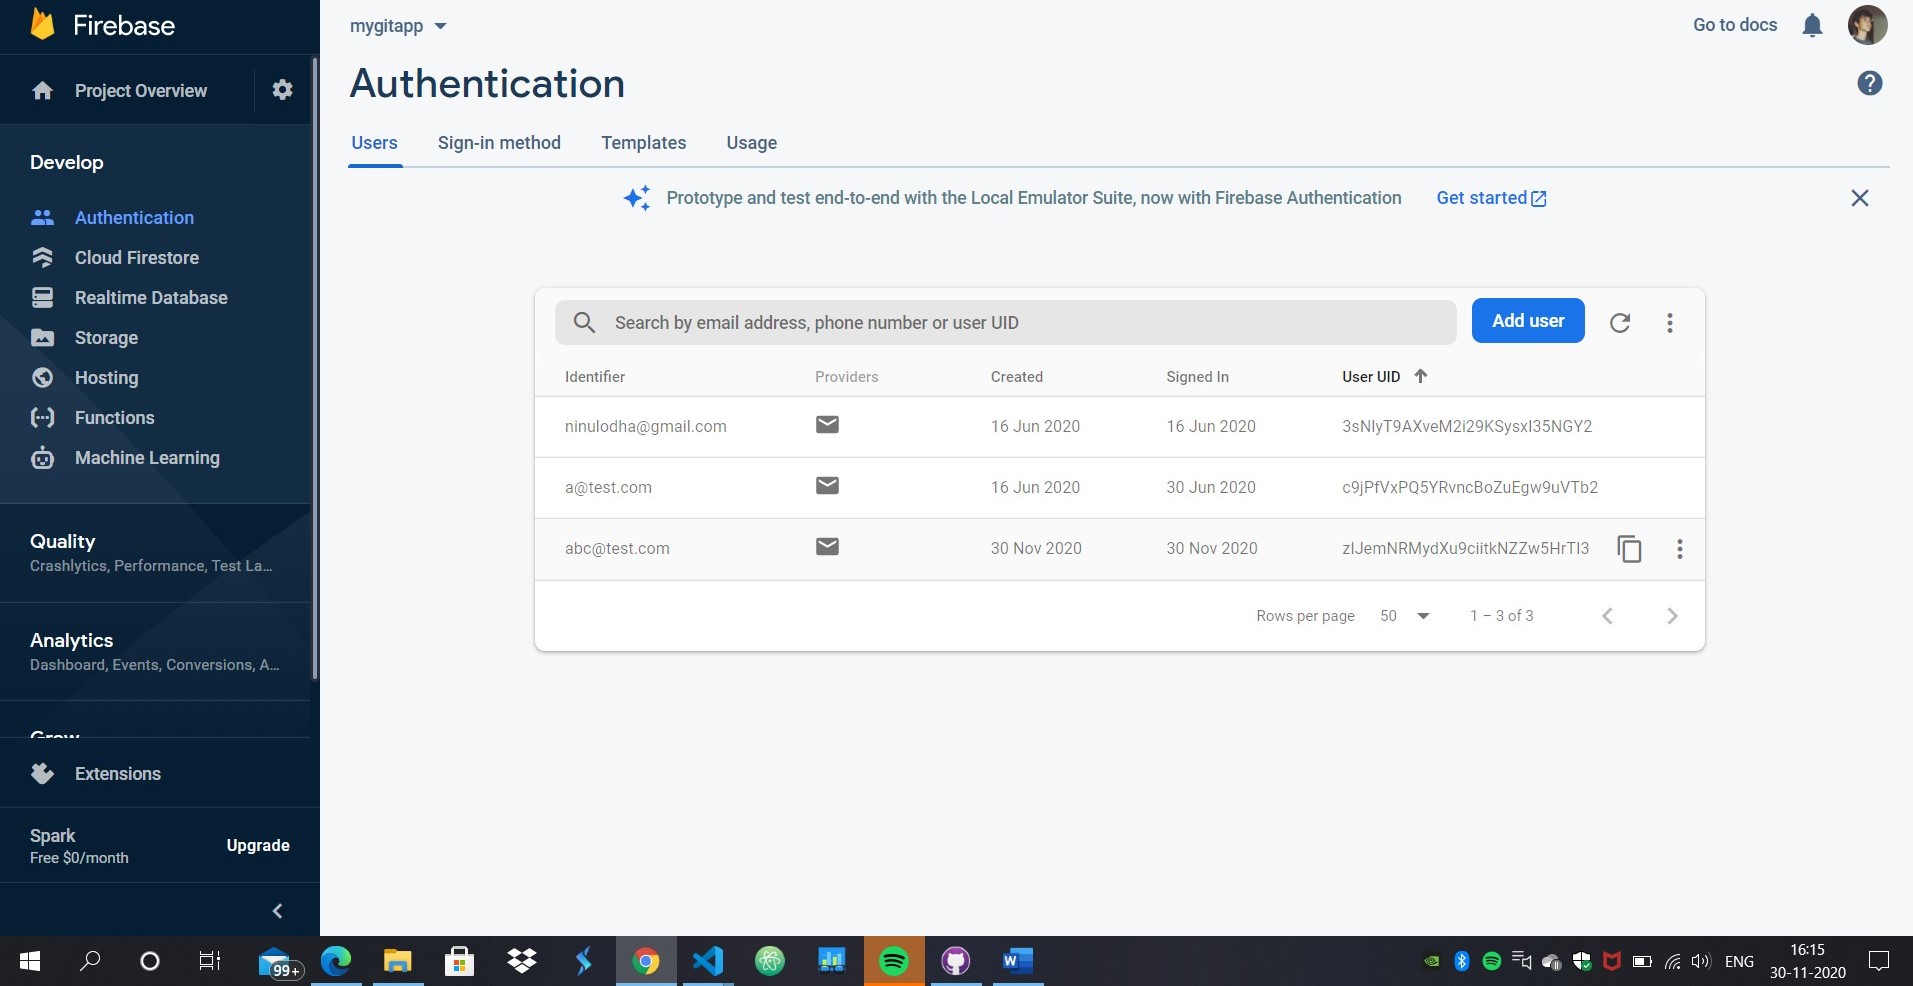 Firebase
Project Overview
Develop
Authentication
Cloud Firestore
Realtime Database
Storage
Hosting
Functions
Machine Learning
Quality
Crashlytics, Performance, Test La...
Analytics
Dashboard, Events, Conversions, A...
Grow
Extensions
Spark
Free $0/month
Upgrade
mygitapp
Go to docs
Authentication
Users Sign-in method Templates Usage
Prototype and test end-to-end with the Local Emulator Suite, now with Firebase Authentication Get started
Search by email address, phone number or user UID
Add user
Identifier Providers Created Signed In User UID
ninulodha@gmail.com 16 Jun 2020 16 Jun 2020 3sNlyT9AXveM2i29KSysxI35NGY2
a@test.com 16 Jun 2020 30 Jun 2020 c9jPfVxPQ5YRvncBoZuEgw9uVTb2
abc@test.com 30 Nov 2020 30 Nov 2020 zIJemNRMydXu9ciitkNZZw5HrTI3
Rows per page 50 1 – 3 of 3
99+
ENG
16:15
30-11-2020